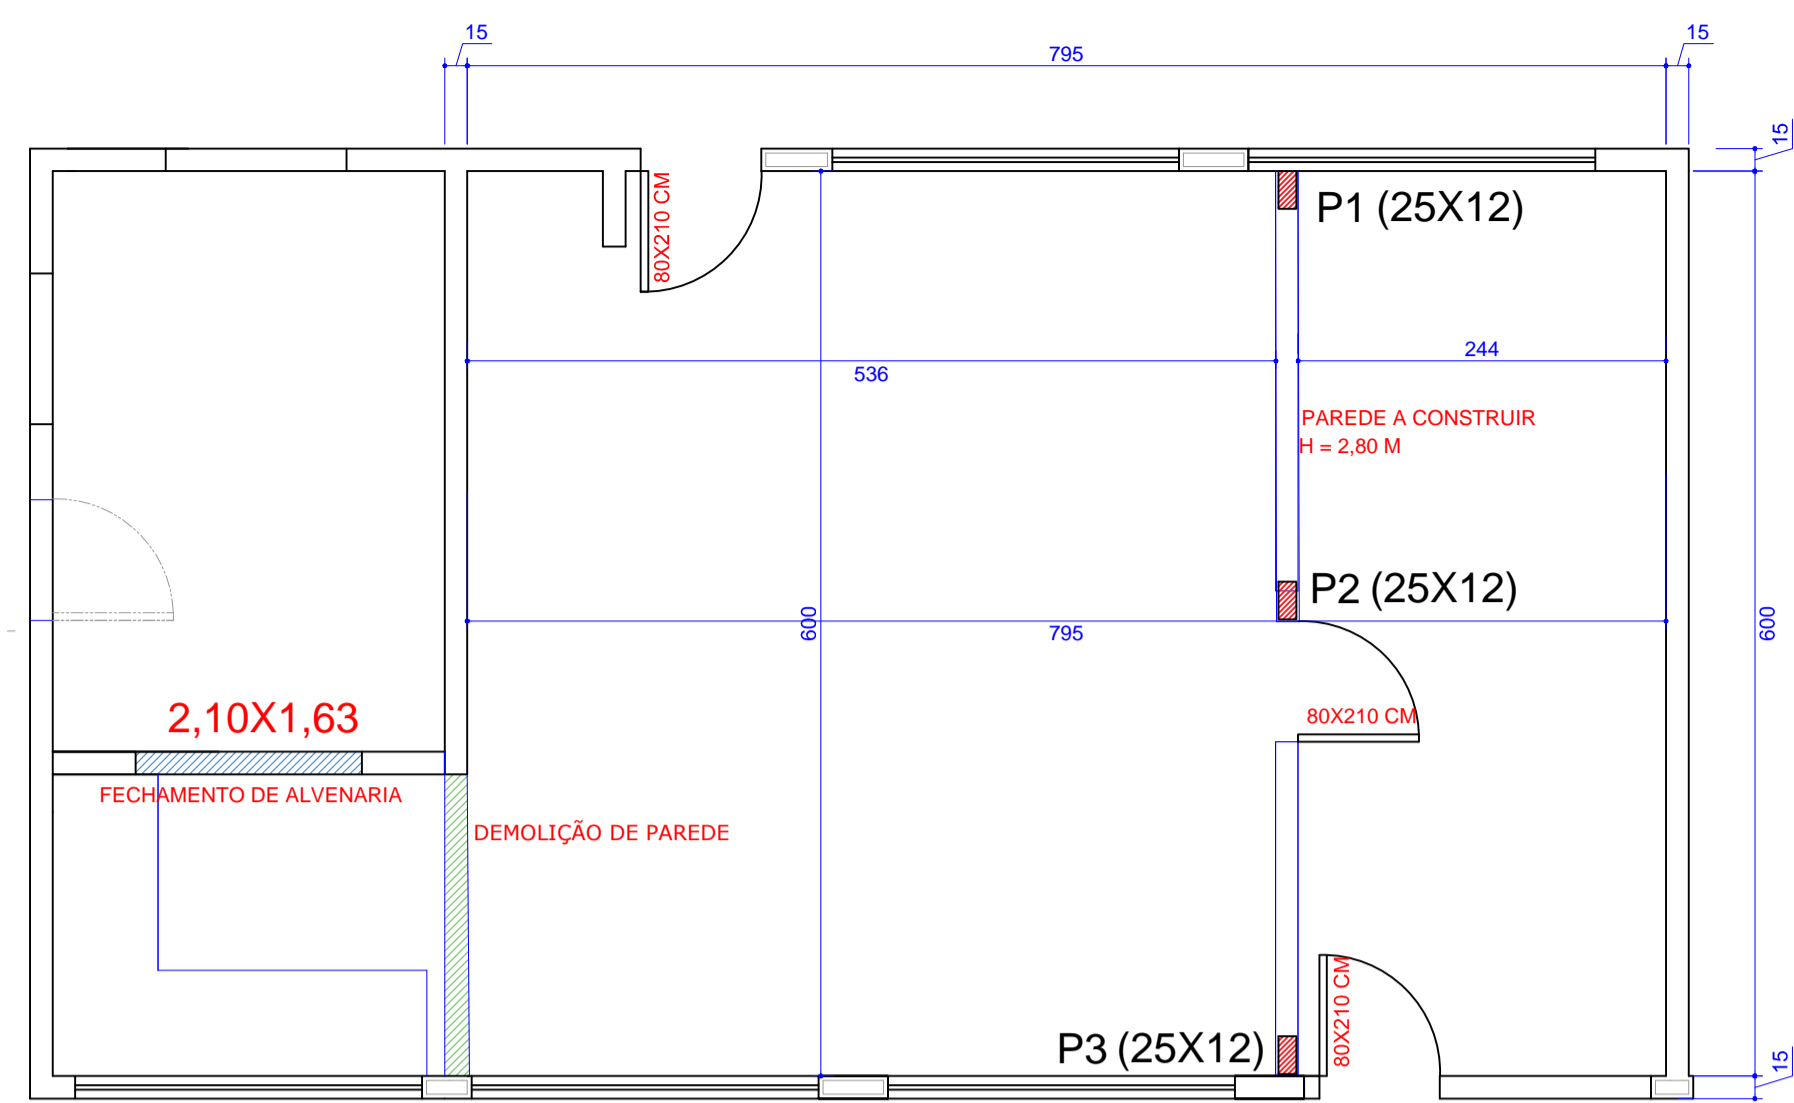 15
795
15
15
80X210 CM
P1 (25X12)
536
244
PAREDE A CONSTRUIR
H = 2,80 M
P2 (25X12)
600
795
600
2,10X1,63
80X210 CM
FECHAMENTO DE ALVENARIA
DEMOLIÇÃO DE PAREDE
80X210 CM
P3 (25X12)
15